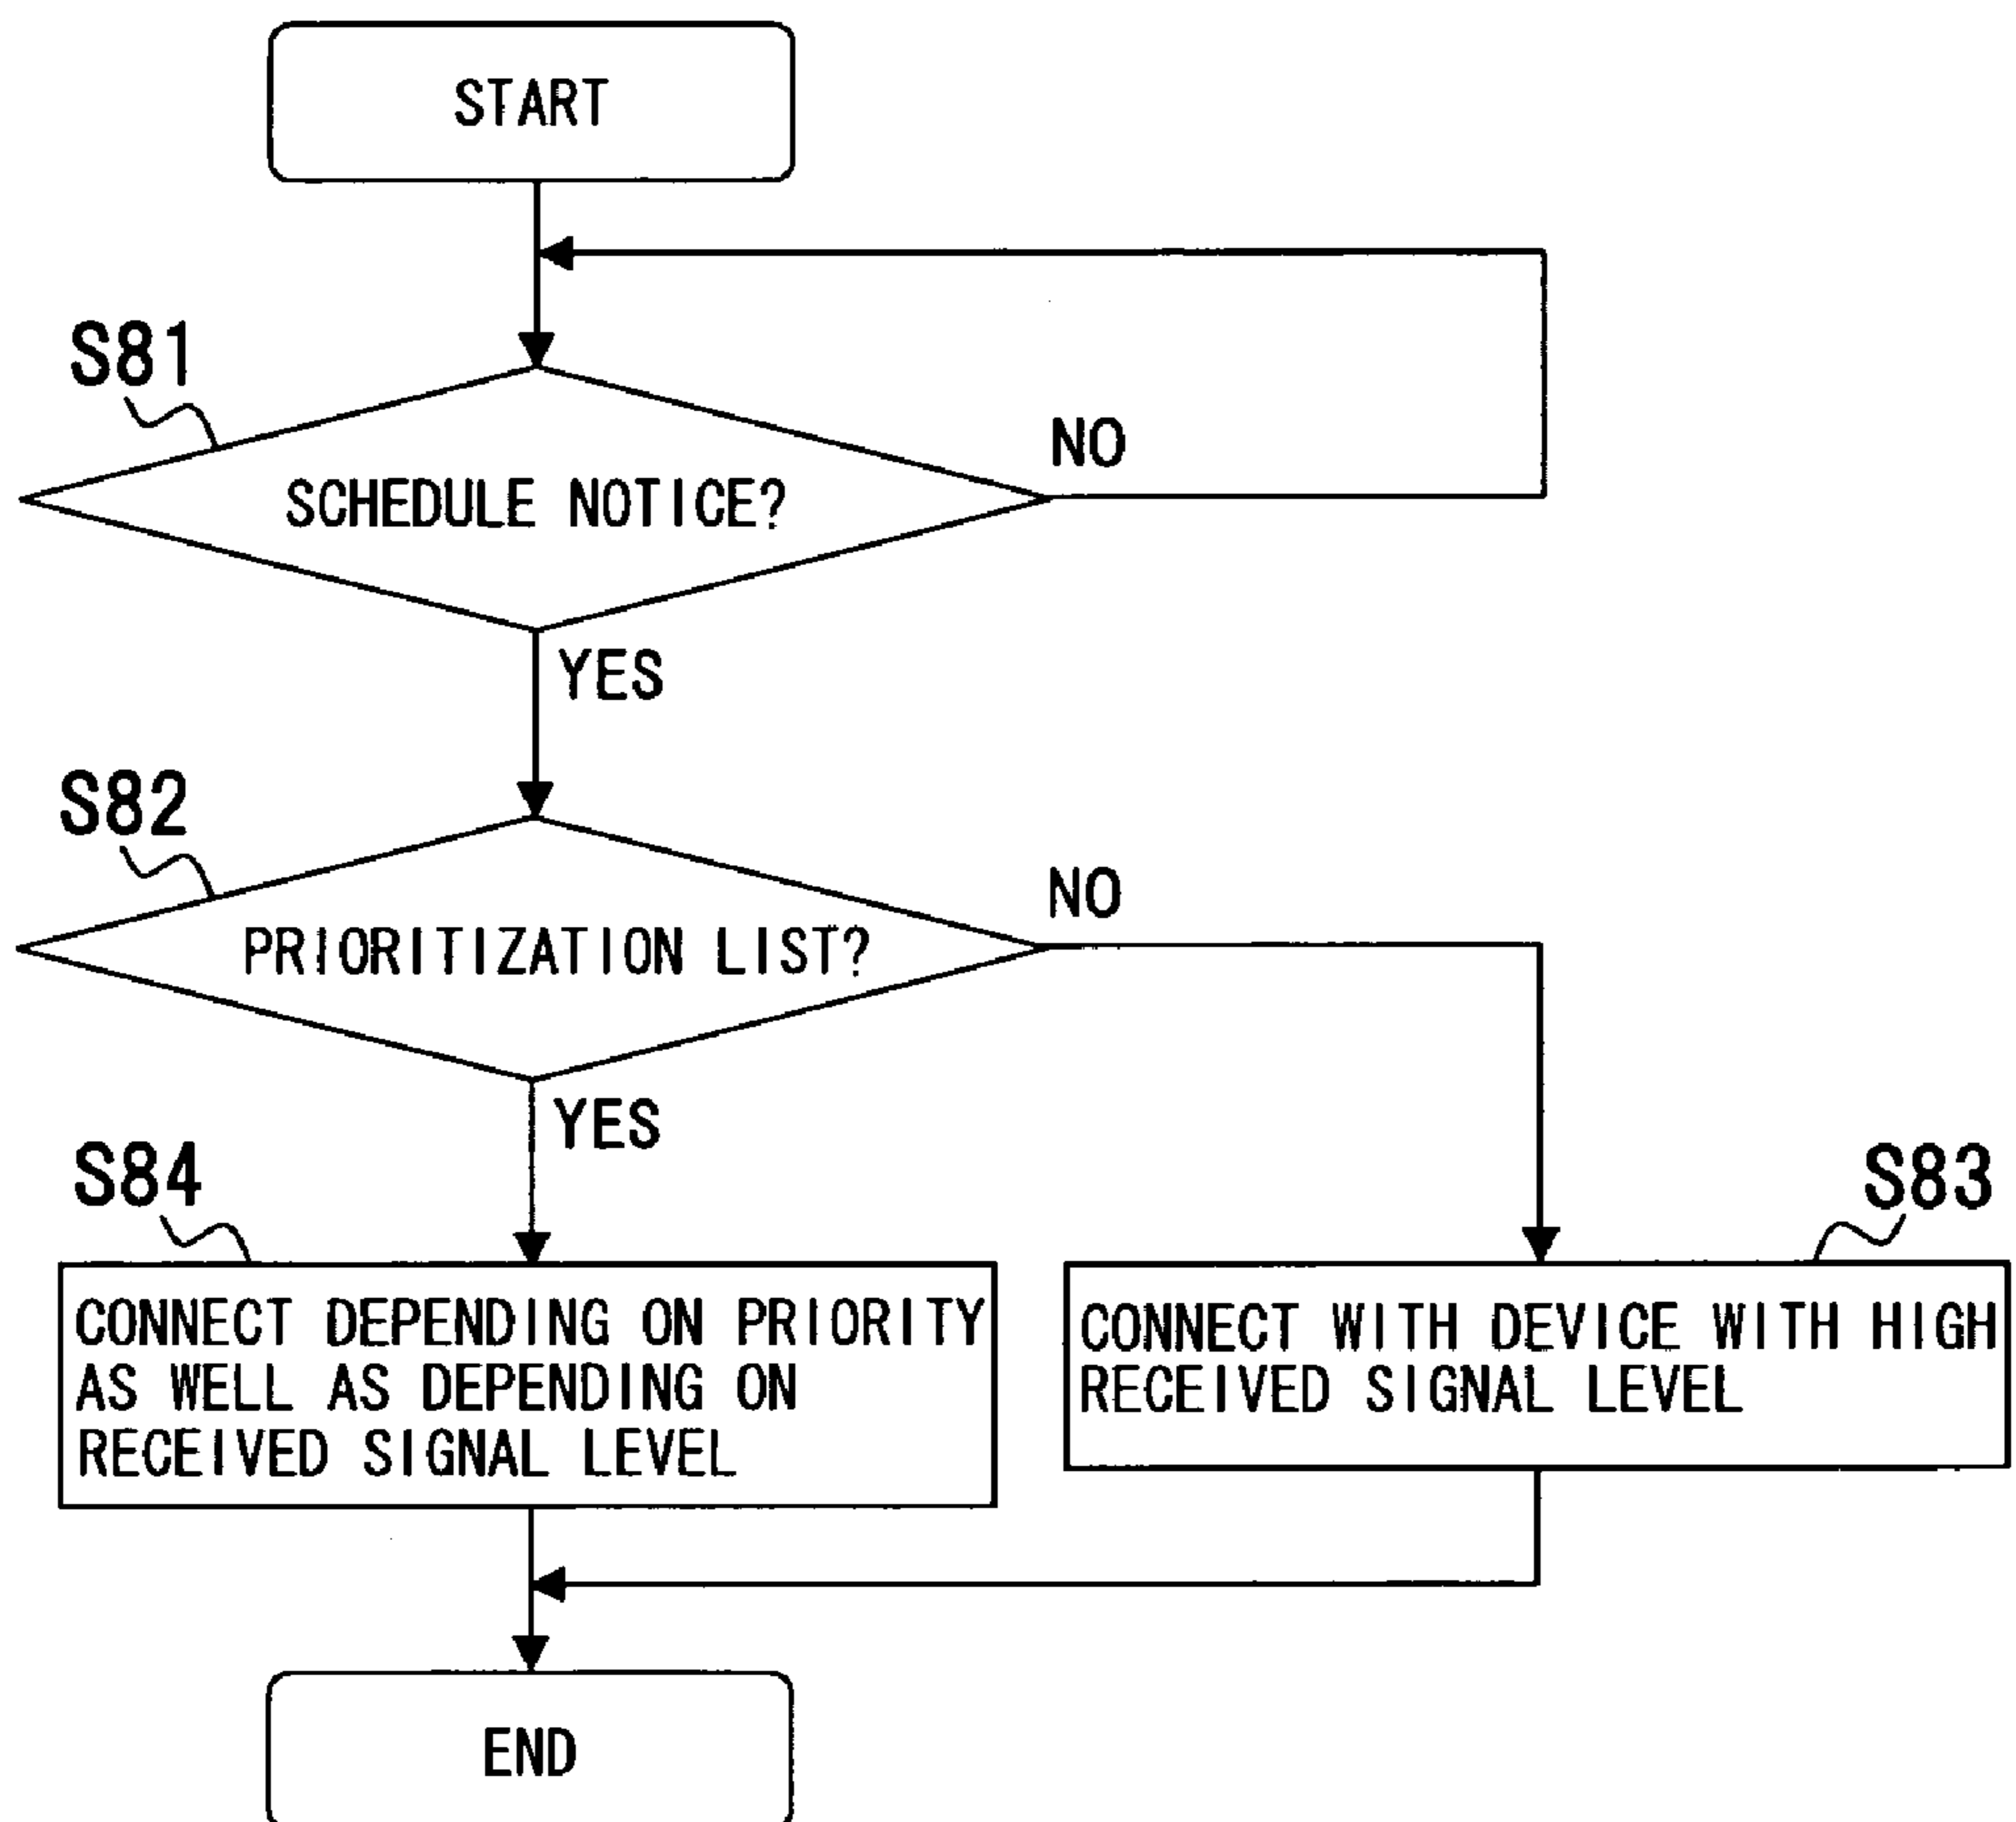 START
S81
NO
SCHEDULE NOTICE?
YES
S82
NO
PRIORITIZATION LIST?
YES
S84
S83
CONNECT DEPENDING ON PRIORITY
AS WELL AS DEPENDING ON
RECEIVED SIGNAL LEVEL
CONNECT WITH DEVICE WITH HIGH
RECEIVED SIGNAL LEVEL
END